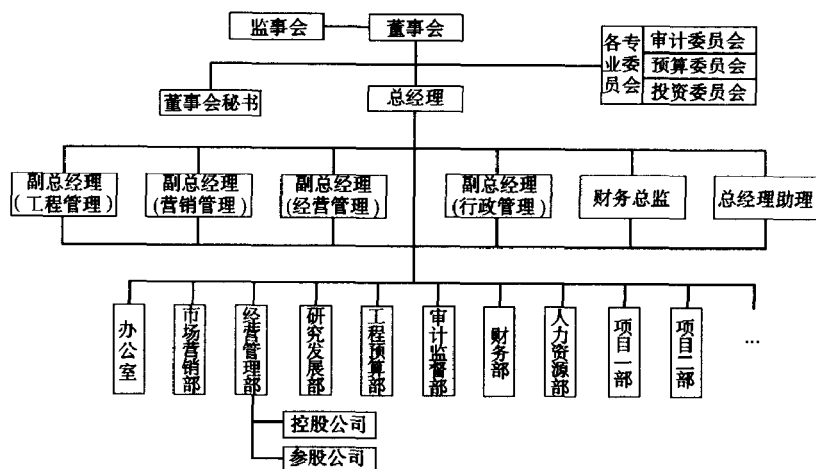 监事会
董事会
各专业委员会
审计委员会
预算委员会
投资委员会
董事会秘书
总经理
副总经理
(工程管理)
副总经理
(营销管理)
副总经理
(经营管理)
副总经理
(行政管理)
财务总监
总经理助理
办公室
市场营销部
经营管理部
研究发展部
工程预算部
审计监督部
财务部
人力资源部
项目一部
项目二部
...
控股公司
参股公司